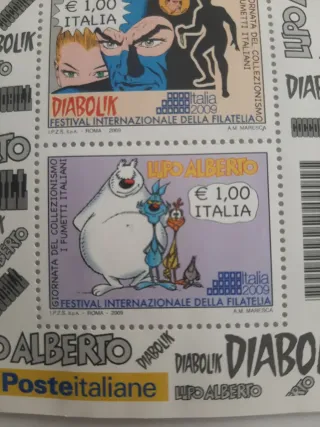 € 1,00
ITALIA
GIORNATA DEL COLLEZIONISMO
I FUMETTI ITALIANI
DIABOLIK
Italia
2009
FESTIVAL INTERNAZIONALE DELLA FILATELIA
I.P.Z.S. S.p.A. - ROMA - 2009
A.M. MARESCA
LUPO ALBERTO
€ 1,00
ITALIA
GIORNATA DEL COLLEZIONISMO
I FUMETTI ITALIANI
Italia
2009
FESTIVAL INTERNAZIONALE DELLA FILATELIA
I.P.Z.S. S.p.A. - ROMA - 2009
A.M. MARESCA
ALBERTO
DIABOLIK
DIABOLIK
Posteitaliane
LUPO ALBERTO